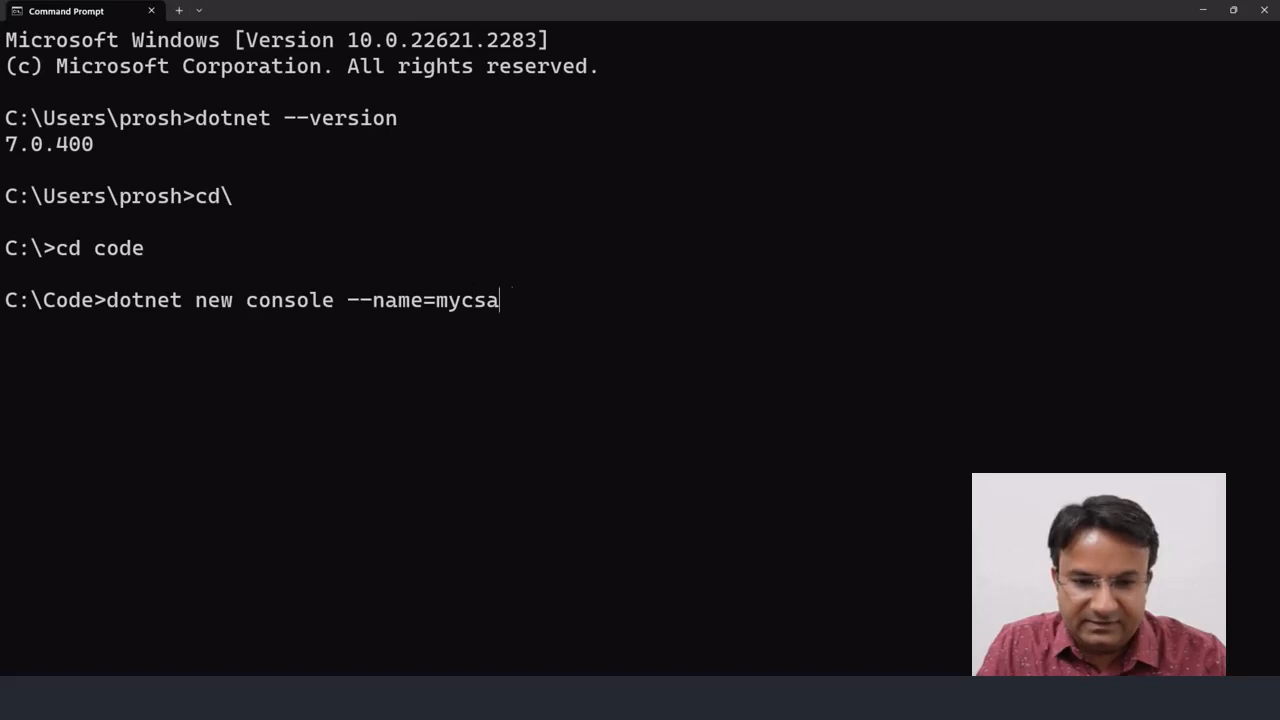 Command Prompt
Microsoft Windows [Version 10.0.22621.2283]
(c) Microsoft Corporation. All rights reserved.
C:\Users\prosh>dotnet --version
7.0.400
C:\Users\prosh>cd\
C:\>cd code
C:\Code>dotnet new console --name=mycsa